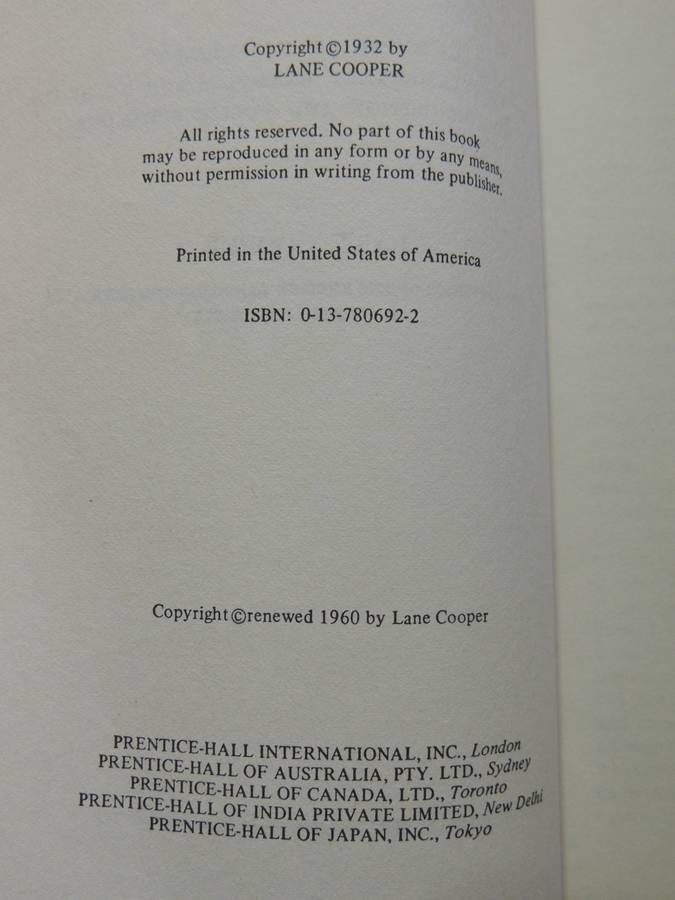 Copyright ©1932 by
LANE COOPER
All rights reserved. No part of this book
may be reproduced in any form or by any means,
without permission in writing from the publisher.
Printed in the United States of America
ISBN: 0-13-780692-2
Copyright ©renewed 1960 by Lane Cooper
PRENTICE-HALL INTERNATIONAL, INC., London
PRENTICE-HALL OF AUSTRALIA, PTY. LTD., Sydney
PRENTICE-HALL OF CANADA, LTD., Toronto
PRENTICE-HALL OF INDIA PRIVATE LIMITED, New Delhi
PRENTICE-HALL OF JAPAN, INC., Tokyo